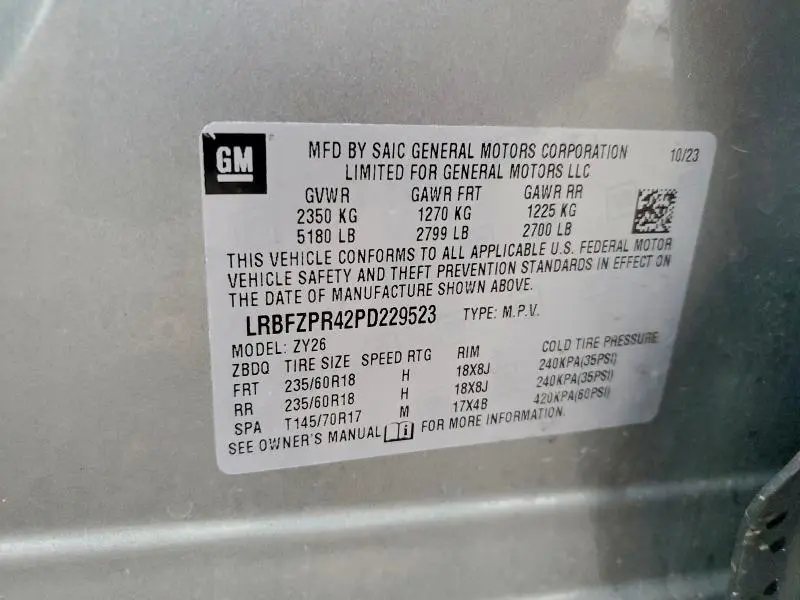 GM
MFD BY SAIC GENERAL MOTORS CORPORATION 10/23
LIMITED FOR GENERAL MOTORS LLC
GVWR GAWR FRT GAWR RR
2350 KG 1270 KG 1225 KG
5180 LB 2799 LB 2700 LB
THIS VEHICLE CONFORMS TO ALL APPLICABLE U.S. FEDERAL MOTOR
VEHICLE SAFETY AND THEFT PREVENTION STANDARDS IN EFFECT ON
THE DATE OF MANUFACTURE SHOWN ABOVE.
LRBFZPR42PD229523 TYPE: M.P.V.
MODEL: ZY26
ZBDQ TIRE SIZE SPEED RTG RIM COLD TIRE PRESSURE
FRT 235/60R18 H 18X8J 240KPA(35PSI)
RR 235/60R18 H 18X8J 240KPA(35PSI)
SPA T145/70R17 M 17X4B 420KPA(60PSI)
SEE OWNER'S MANUAL FOR MORE INFORMATION.